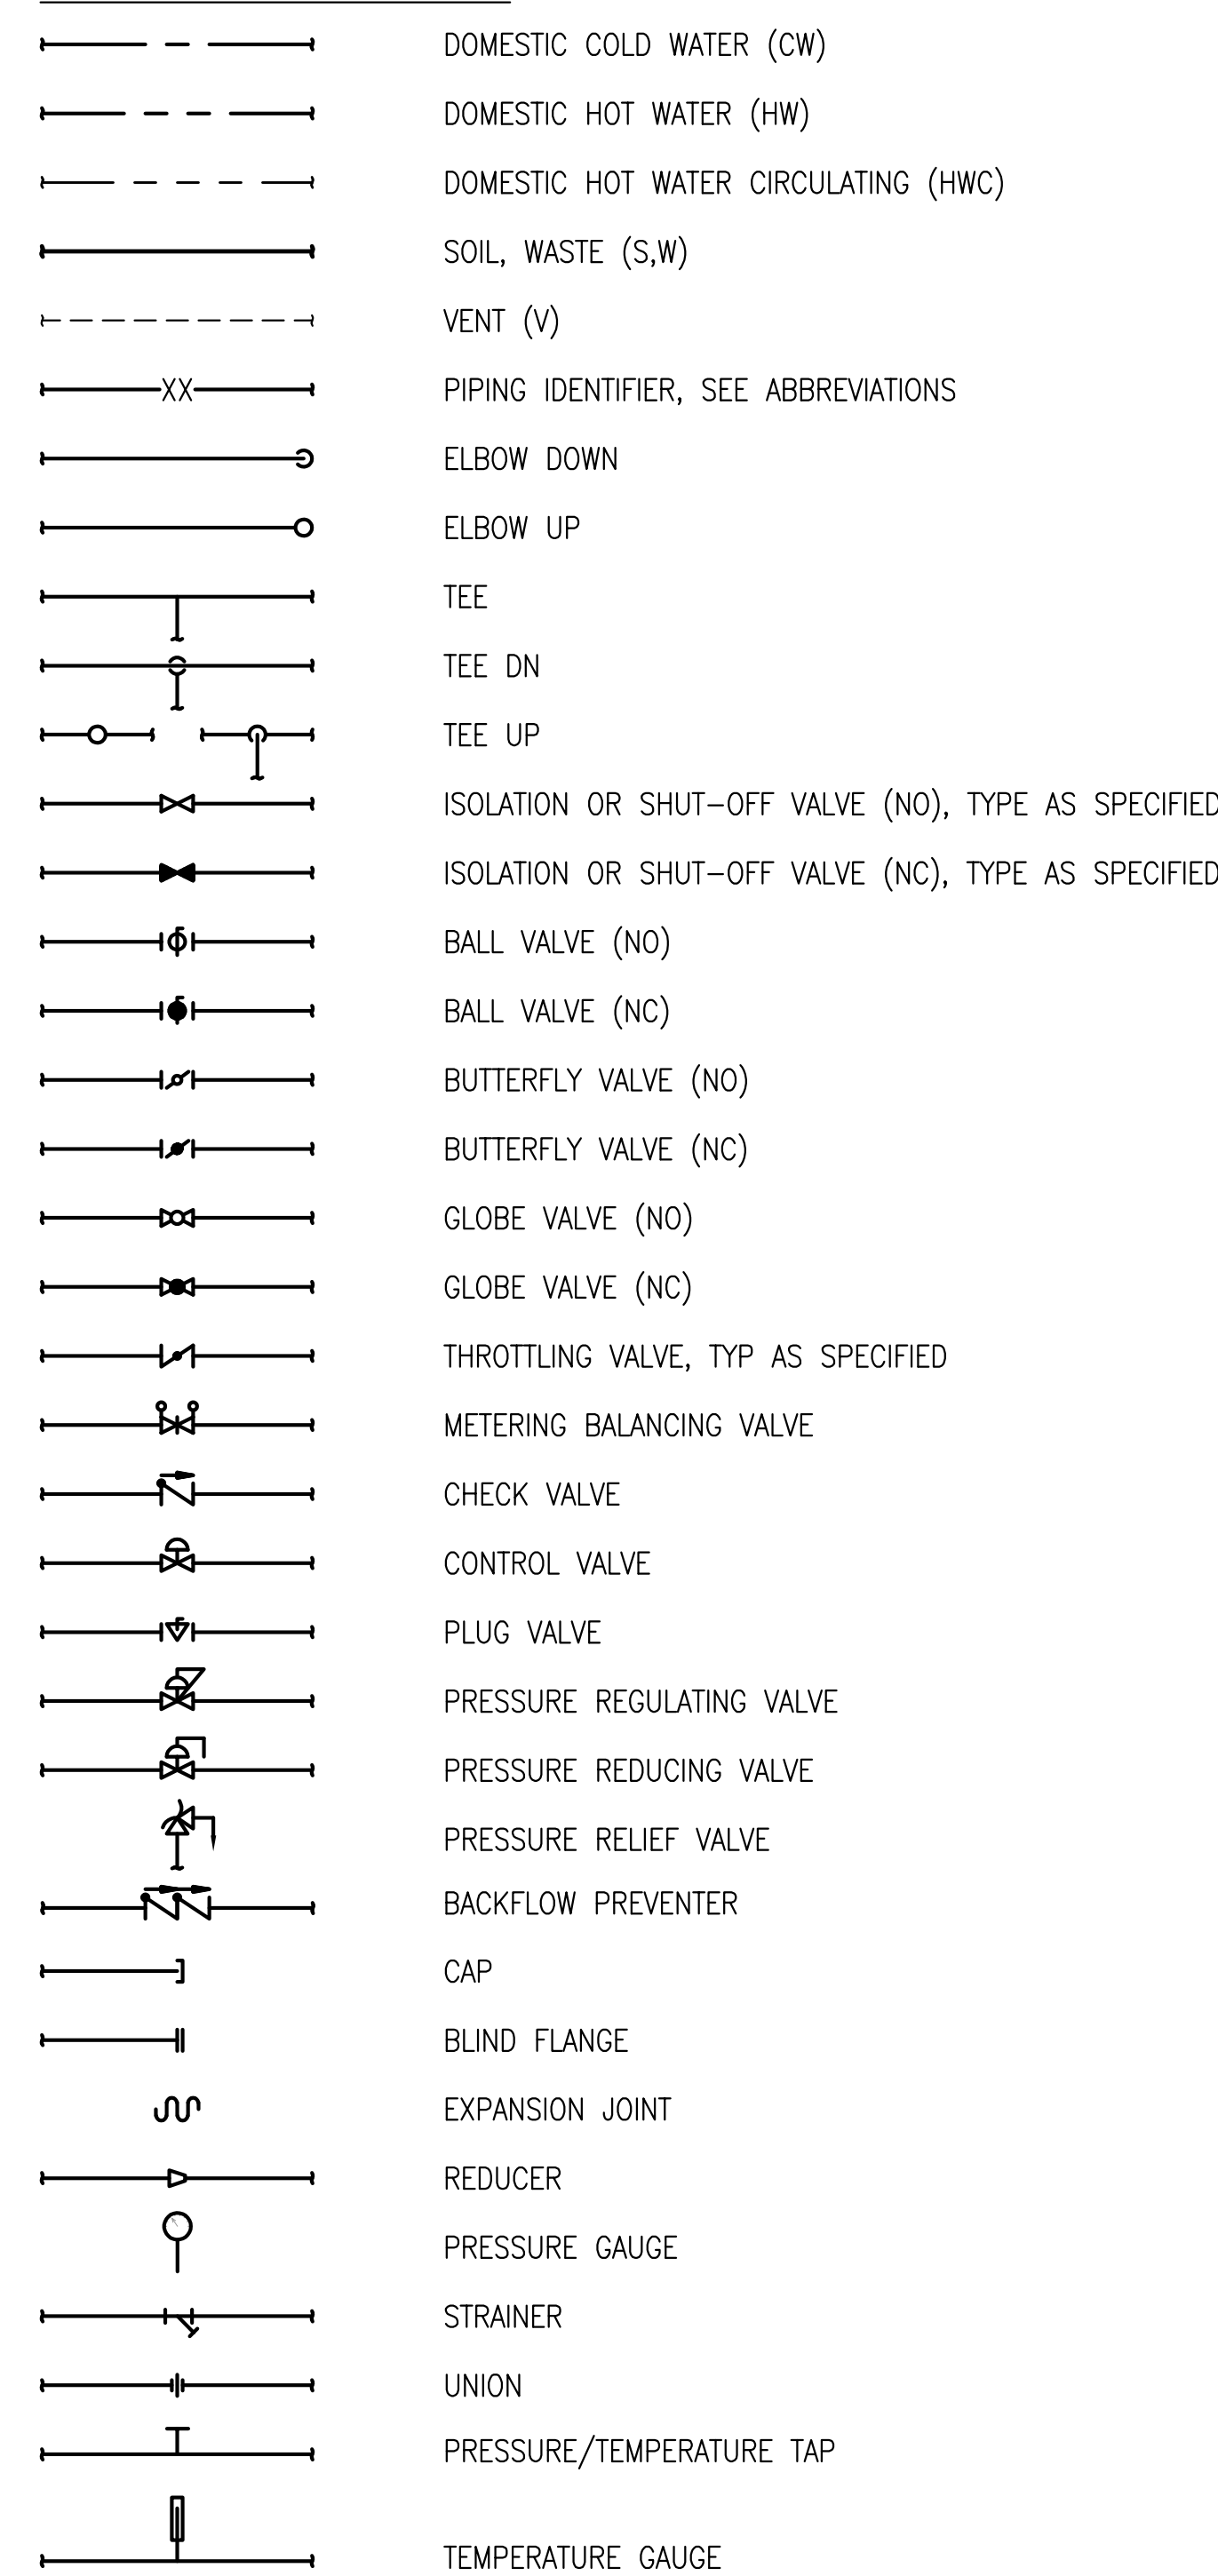 DOMESTIC COLD WATER (CW)
DOMESTIC HOT WATER (HW)
DOMESTIC HOT WATER CIRCULATING (HWC)
SOIL, WASTE (S,W)
VENT (V)
XX PIPING IDENTIFIER, SEE ABBREVIATIONS
ELBOW DOWN
ELBOW UP
TEE
TEE DN
TEE UP
ISOLATION OR SHUT-OFF VALVE (NO), TYPE AS SPECIFIED
ISOLATION OR SHUT-OFF VALVE (NC), TYPE AS SPECIFIED
BALL VALVE (NO)
BALL VALVE (NC)
BUTTERFLY VALVE (NO)
BUTTERFLY VALVE (NC)
GLOBE VALVE (NO)
GLOBE VALVE (NC)
THROTTLING VALVE, TYP AS SPECIFIED
METERING BALANCING VALVE
CHECK VALVE
CONTROL VALVE
PLUG VALVE
PRESSURE REGULATING VALVE
PRESSURE REDUCING VALVE
PRESSURE RELIEF VALVE
BACKFLOW PREVENTER
CAP
BLIND FLANGE
EXPANSION JOINT
REDUCER
PRESSURE GAUGE
STRAINER
UNION
PRESSURE/TEMPERATURE TAP
TEMPERATURE GAUGE